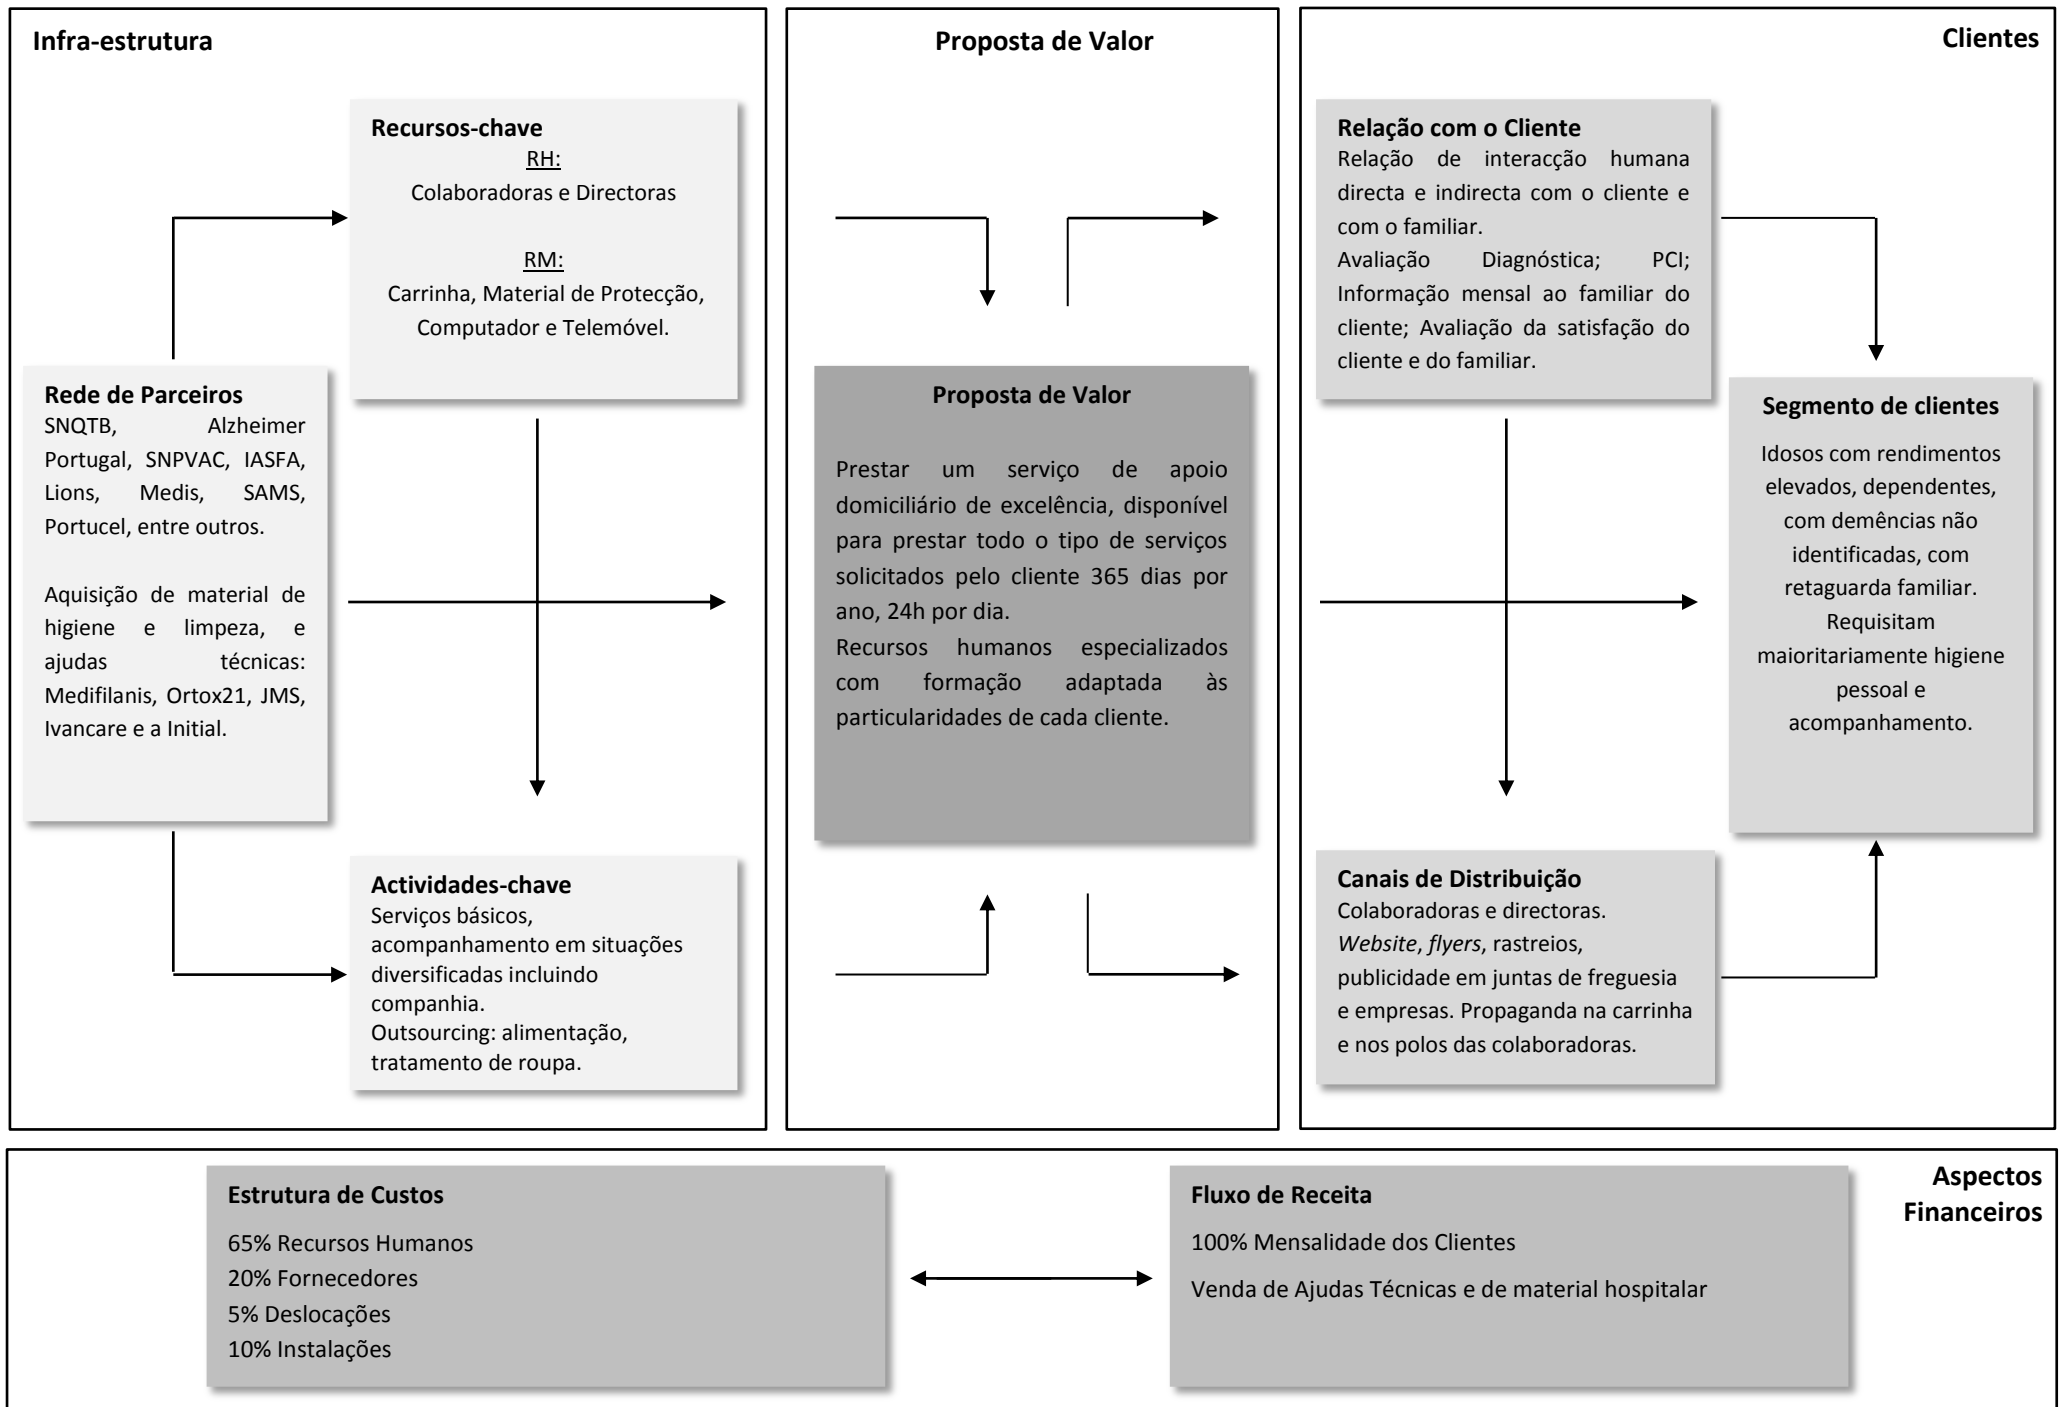 Infra-estrutura
Recursos-chave
RH:
Colaboradoras e Directoras
RM:
Carrinha, Material de Protecção,
Computador e Telemóvel.
Rede de Parceiros
SNQTB, Alzheimer
Portugal, SNPVAC, IASFA,
Lions, Medis, SAMS,
Portucel, entre outros.
Aquisição de material de
higiene e limpeza, e
ajudas técnicas:
Medifilanis, Ortox21, JMS,
Ivancare e a Initial.
Actividades-chave
Serviços básicos,
acompanhamento em situações
diversificadas incluindo
companhia.
Outsourcing: alimentação,
tratamento de roupa.
Proposta de Valor
Proposta de Valor
Prestar um serviço de apoio
domiciliário de excelência, disponível
para prestar todo o tipo de serviços
solicitados pelo cliente 365 dias por
ano, 24h por dia.
Recursos humanos especializados
com formação adaptada às
particularidades de cada cliente.
Clientes
Relação com o Cliente
Relação de interacção humana
directa e indirecta com o cliente e
com o familiar.
Avaliação Diagnóstica; PCI;
Informação mensal ao familiar do
cliente; Avaliação da satisfação do
cliente e do familiar.
Segmento de clientes
Idosos com rendimentos
elevados, dependentes,
com demências não
identificadas, com
retaguarda familiar.
Requisitam
maioritariamente higiene
pessoal e
acompanhamento.
Canais de Distribuição
Colaboradoras e directoras.
Website, flyers, rastreios,
publicidade em juntas de freguesia
e empresas. Propaganda na carrinha
e nos polos das colaboradoras.
Aspectos
Financeiros
Estrutura de Custos
65% Recursos Humanos
20% Fornecedores
5% Deslocações
10% Instalações
Fluxo de Receita
100% Mensalidade dos Clientes
Venda de Ajudas Técnicas e de material hospitalar